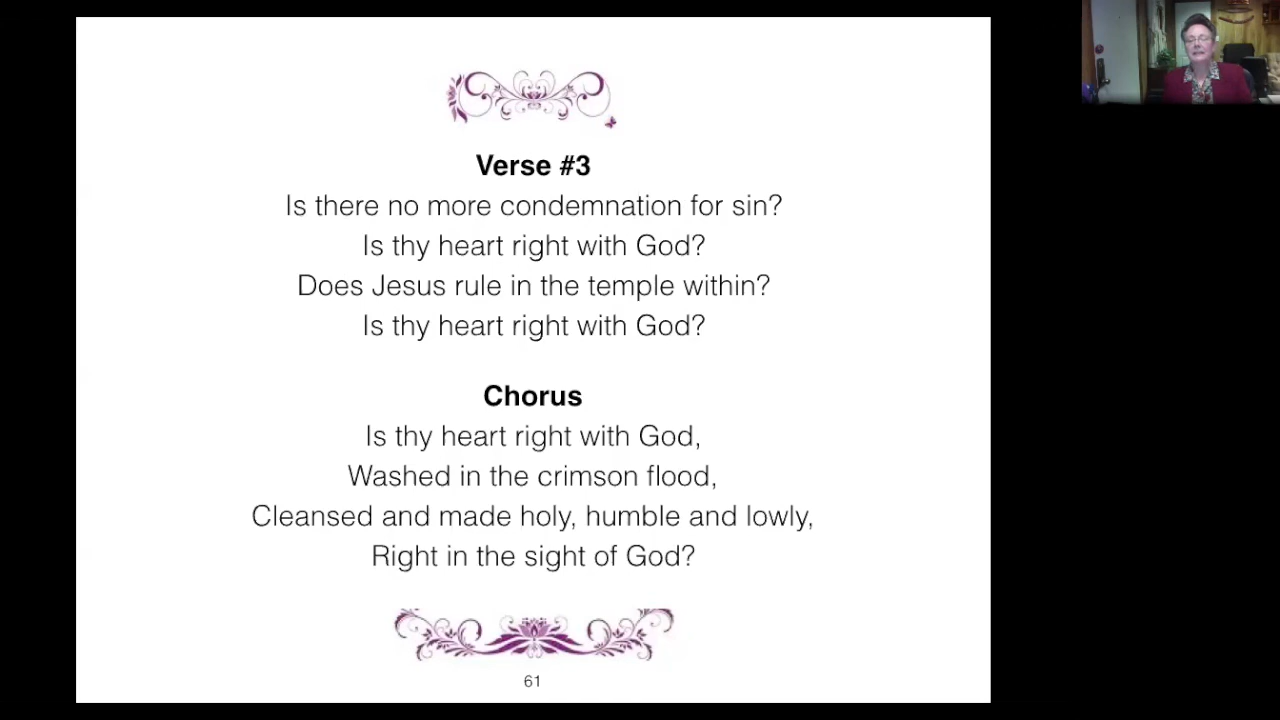 Verse #3
Is there no more condemnation for sin?
Is thy heart right with God?
Does Jesus rule in the temple within?
Is thy heart right with God?
Chorus
Is thy heart right with God,
Washed in the crimson flood,
Cleansed and made holy, humble and lowly,
Right in the sight of God?
61